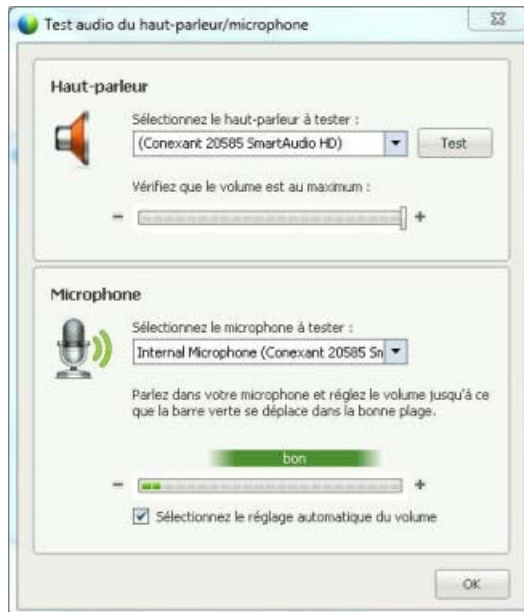 Test audio du haut-parleur/microphone
Haut-parleur
Sélectionnez le haut-parleur à tester :
(Conexant 20585 SmartAudio HD)
Test
Vérifiez que le volume est au maximum :
- +
Microphone
Sélectionnez le microphone à tester :
Internal Microphone (Conexant 20585 Sn
Parlez dans votre microphone et réglez le volume jusqu'à ce
que la barre verte se déplace dans la bonne plage.
bon
- +
Sélectionnez le réglage automatique du volume
OK